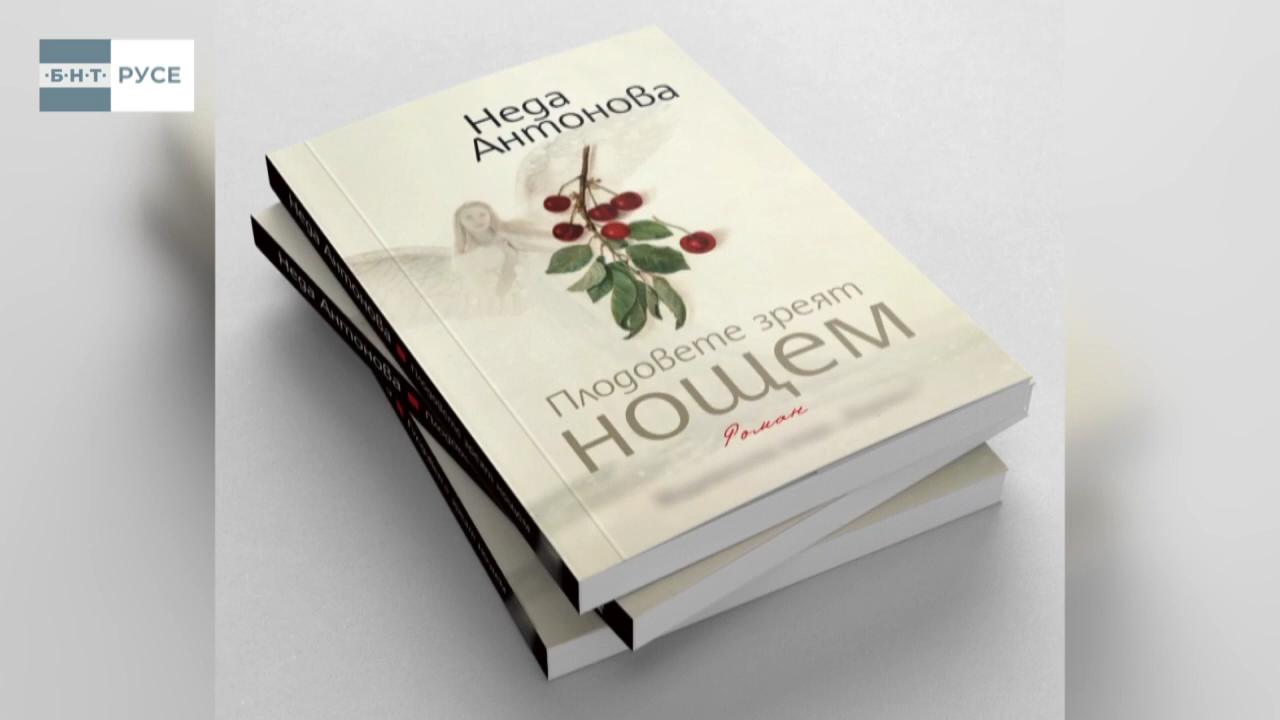 ·Б·Н·Т· РУСЕ
Неда
Антонова
Плодовете зреят
нощем
Роман
Неда Антонова
Неда Антонова